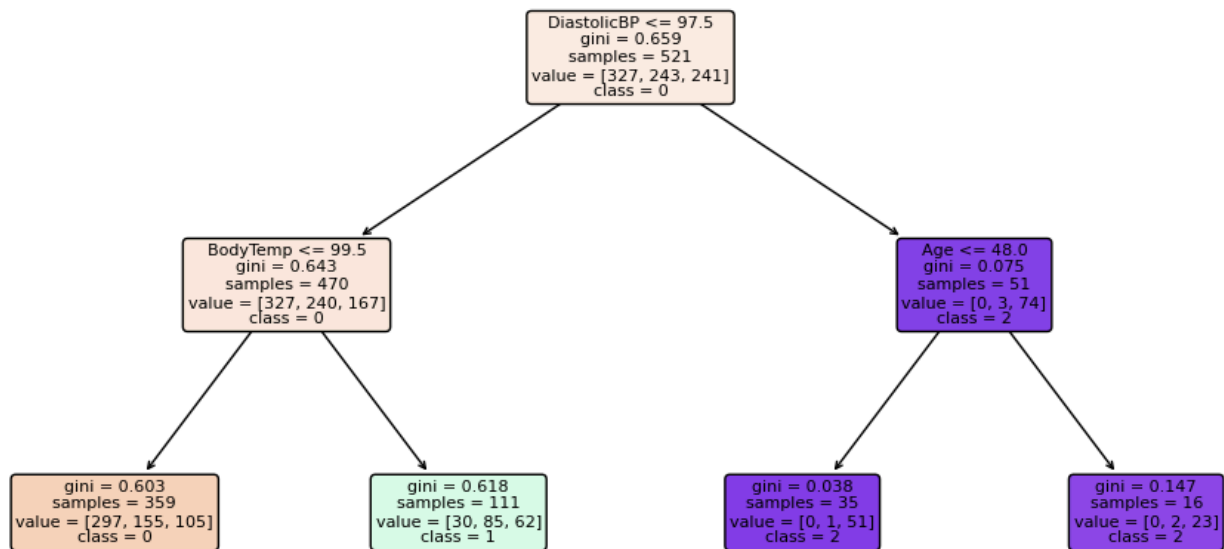 DiastolicBP <= 97.5
gini = 0.659
samples = 521
value = [327, 243, 241]
class = 0
BodyTemp <= 99.5
gini = 0.643
samples = 470
value = [327, 240, 167]
class = 0
Age <= 48.0
gini = 0.075
samples = 51
value = [0, 3, 74]
class = 2
gini = 0.603
samples = 359
value = [297, 155, 105]
class = 0
gini = 0.618
samples = 111
value = [30, 85, 62]
class = 1
gini = 0.038
samples = 35
value = [0, 1, 51]
class = 2
gini = 0.147
samples = 16
value = [0, 2, 23]
class = 2